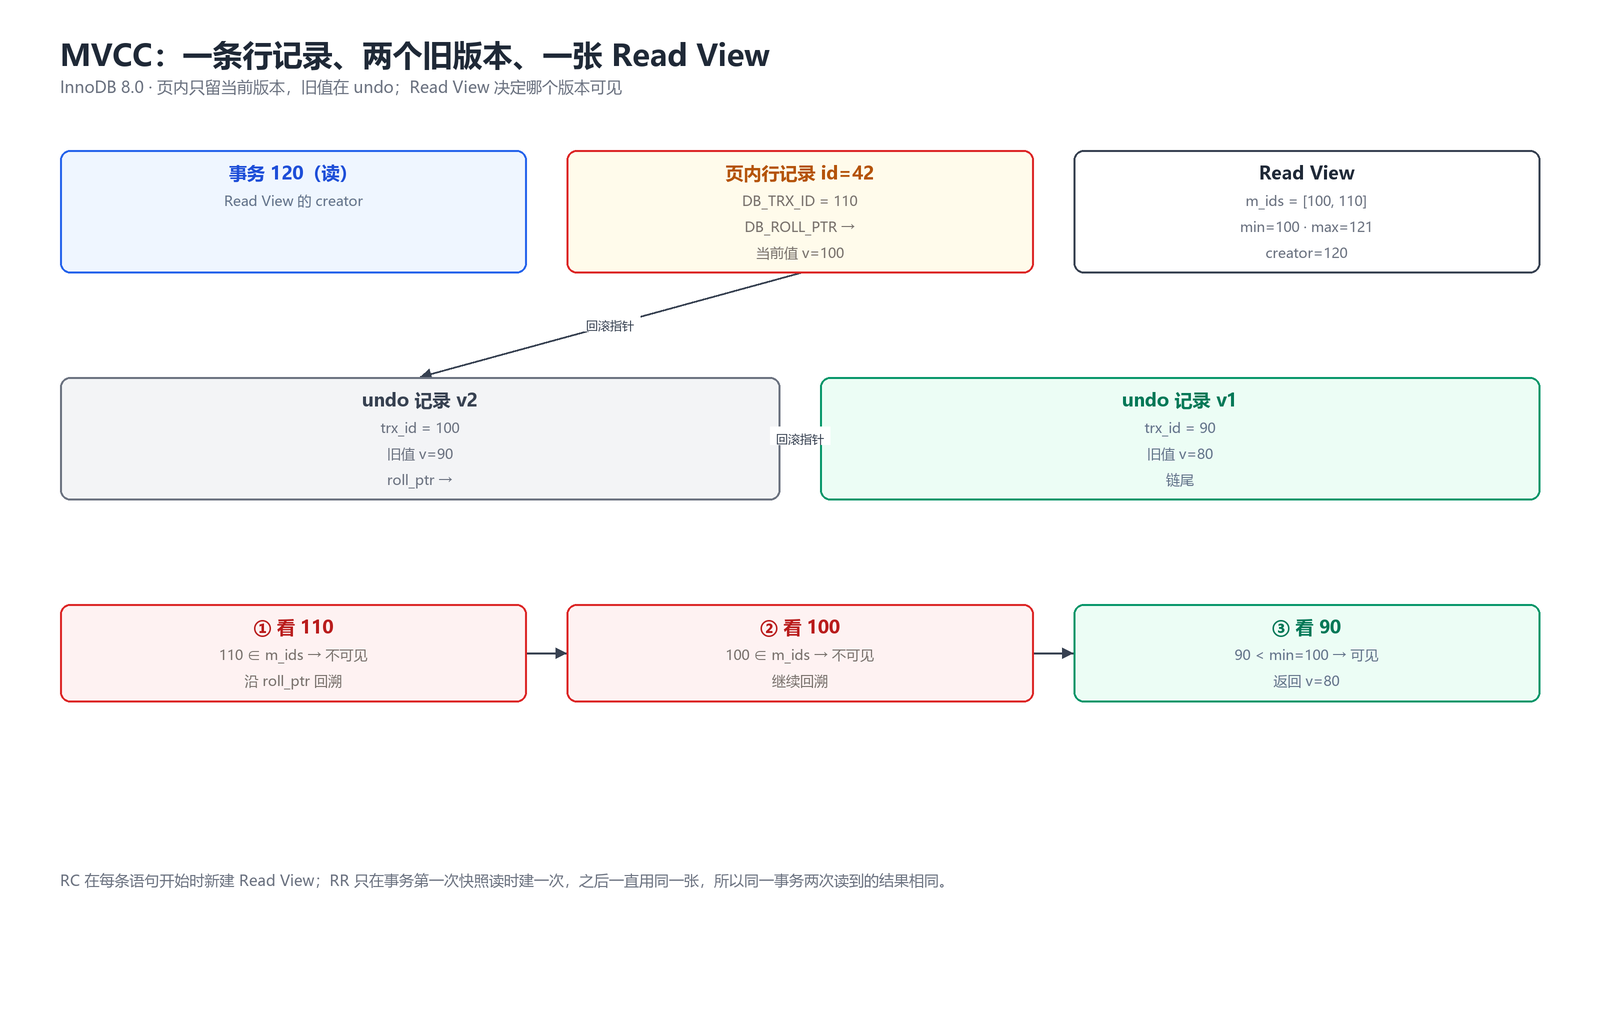 MVCC：一条行记录、两个旧版本、一张 Read View
InnoDB 8.0 · 页内只留当前版本，旧值在 undo；Read View 决定哪个版本可见
事务 120（读）
Read View 的 creator
页内行记录 id=42
DB_TRX_ID = 110
DB_ROLL_PTR →
当前值 v=100
Read View
m_ids = [100, 110]
min=100 · max=121
creator=120
回滚指针
undo 记录 v2
trx_id = 100
旧值 v=90
roll_ptr →
回滚指针
undo 记录 v1
trx_id = 90
旧值 v=80
链尾
① 看 110
110 ∈ m_ids → 不可见
沿 roll_ptr 回溯
② 看 100
100 ∈ m_ids → 不可见
继续回溯
③ 看 90
90 < min=100 → 可见
返回 v=80
RC 在每条语句开始时新建 Read View；RR 只在事务第一次快照读时建一次，之后一直用同一张，所以同一事务两次读到的结果相同。